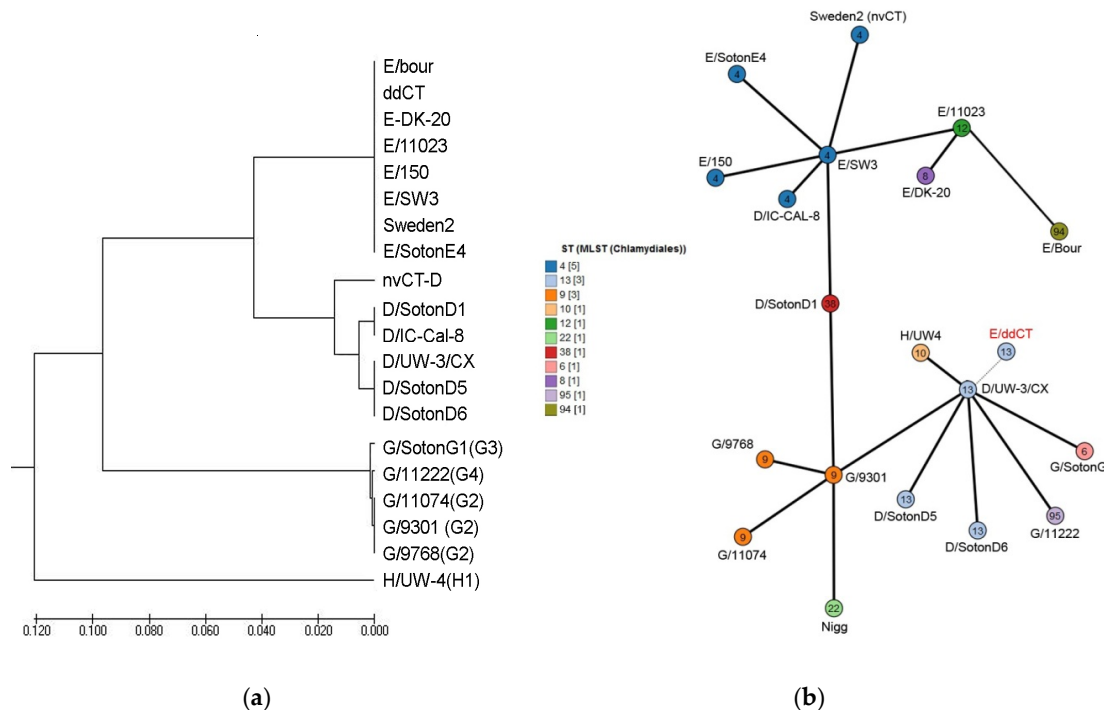 E/bour
ddCT
E-DK-20
E/11023
E/150
E/SW3
Sweden2
E/SotonE4
nvCT-D
D/SotonD1
D/IC-Cal-8
D/UW-3/CX
D/SotonD5
D/SotonD6
G/SotonG1(G3)
G/11222(G4)
G/11074(G2)
G/9301 (G2)
G/9768(G2)
H/UW-4(H1)
0.120 0.100 0.080 0.060 0.040 0.020 0.000
(a)
Sweden2 (nvCT)
4
E/SotonE4
4
E/11023
12
E/150
4
4
E/SW3
8
E/DK-20
4
D/IC-CAL-8
94
E/Bour
ST (MLST (Chlamydiales))
4 [5]
13 [3]
9 [3]
10 [1]
12 [1]
22 [1]
38 [1]
6 [1]
8 [1]
95 [1]
94 [1]
D/SotonD1
38
H/UW4
10
E/ddCT
13
13
D/UW-3/CX
G/9768
9
9
G/9301
6
G/SotonG
13
D/SotonD5
95
G/11222
13
D/SotonD6
9
G/11074
22
Nigg
(b)